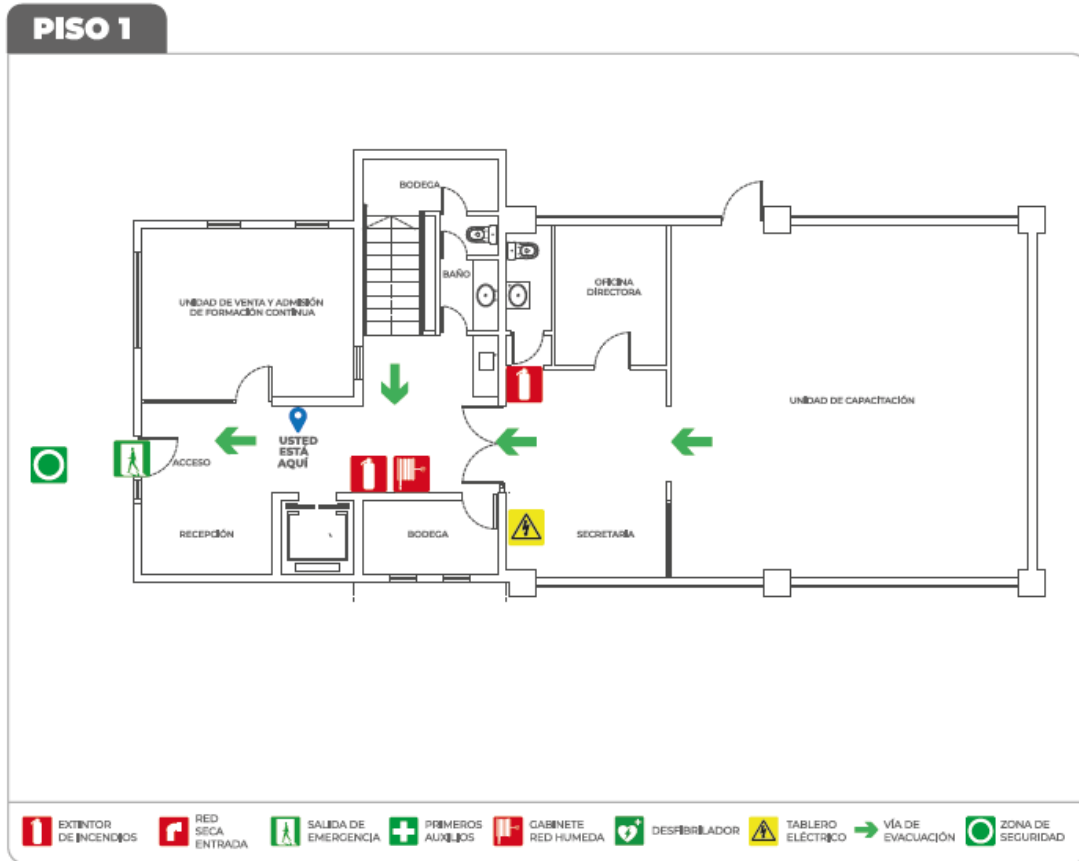 PISO 1
BODEGA
UNIDAD DE VENTA Y ADMISIÓN
DE FORMACIÓN CONTINUA
BAÑO
OFICINA
DIRECTORA
UNIDAD DE CAPACITACIÓN
USTED
ESTÁ
AQUÍ
ACCESO
RECEPCIÓN
BODEGA
SECRETARÍA
EXTINTOR
DE INCENDIOS
RED
SECA
ENTRADA
SALIDA DE
EMERGENCIA
PRIMEROS
AUXILIOS
GABINETE
RED HUMEDA
DESFIBRILADOR
TABLERO
ELÉCTRICO
VÍA DE
EVACUACIÓN
ZONA DE
SEGURIDAD